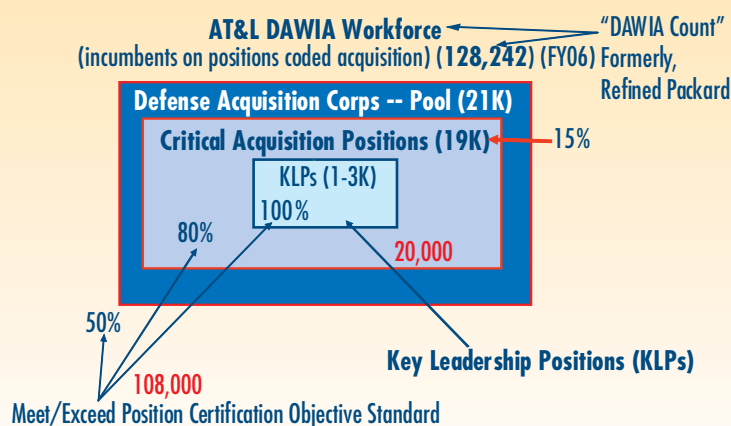 AT&L DAWIA Workforce
(incumbents on positions coded acquisition) (128,242) (FY06)
“DAWIA Count”
Formerly,
Refined Packard
Defense Acquisition Corps -- Pool (21K)
Critical Acquisition Positions (19K)
15%
KLPs (1-3K)
100%
80%
20,000
50%
Key Leadership Positions (KLPs)
108,000
Meet/Exceed Position Certification Objective Standard